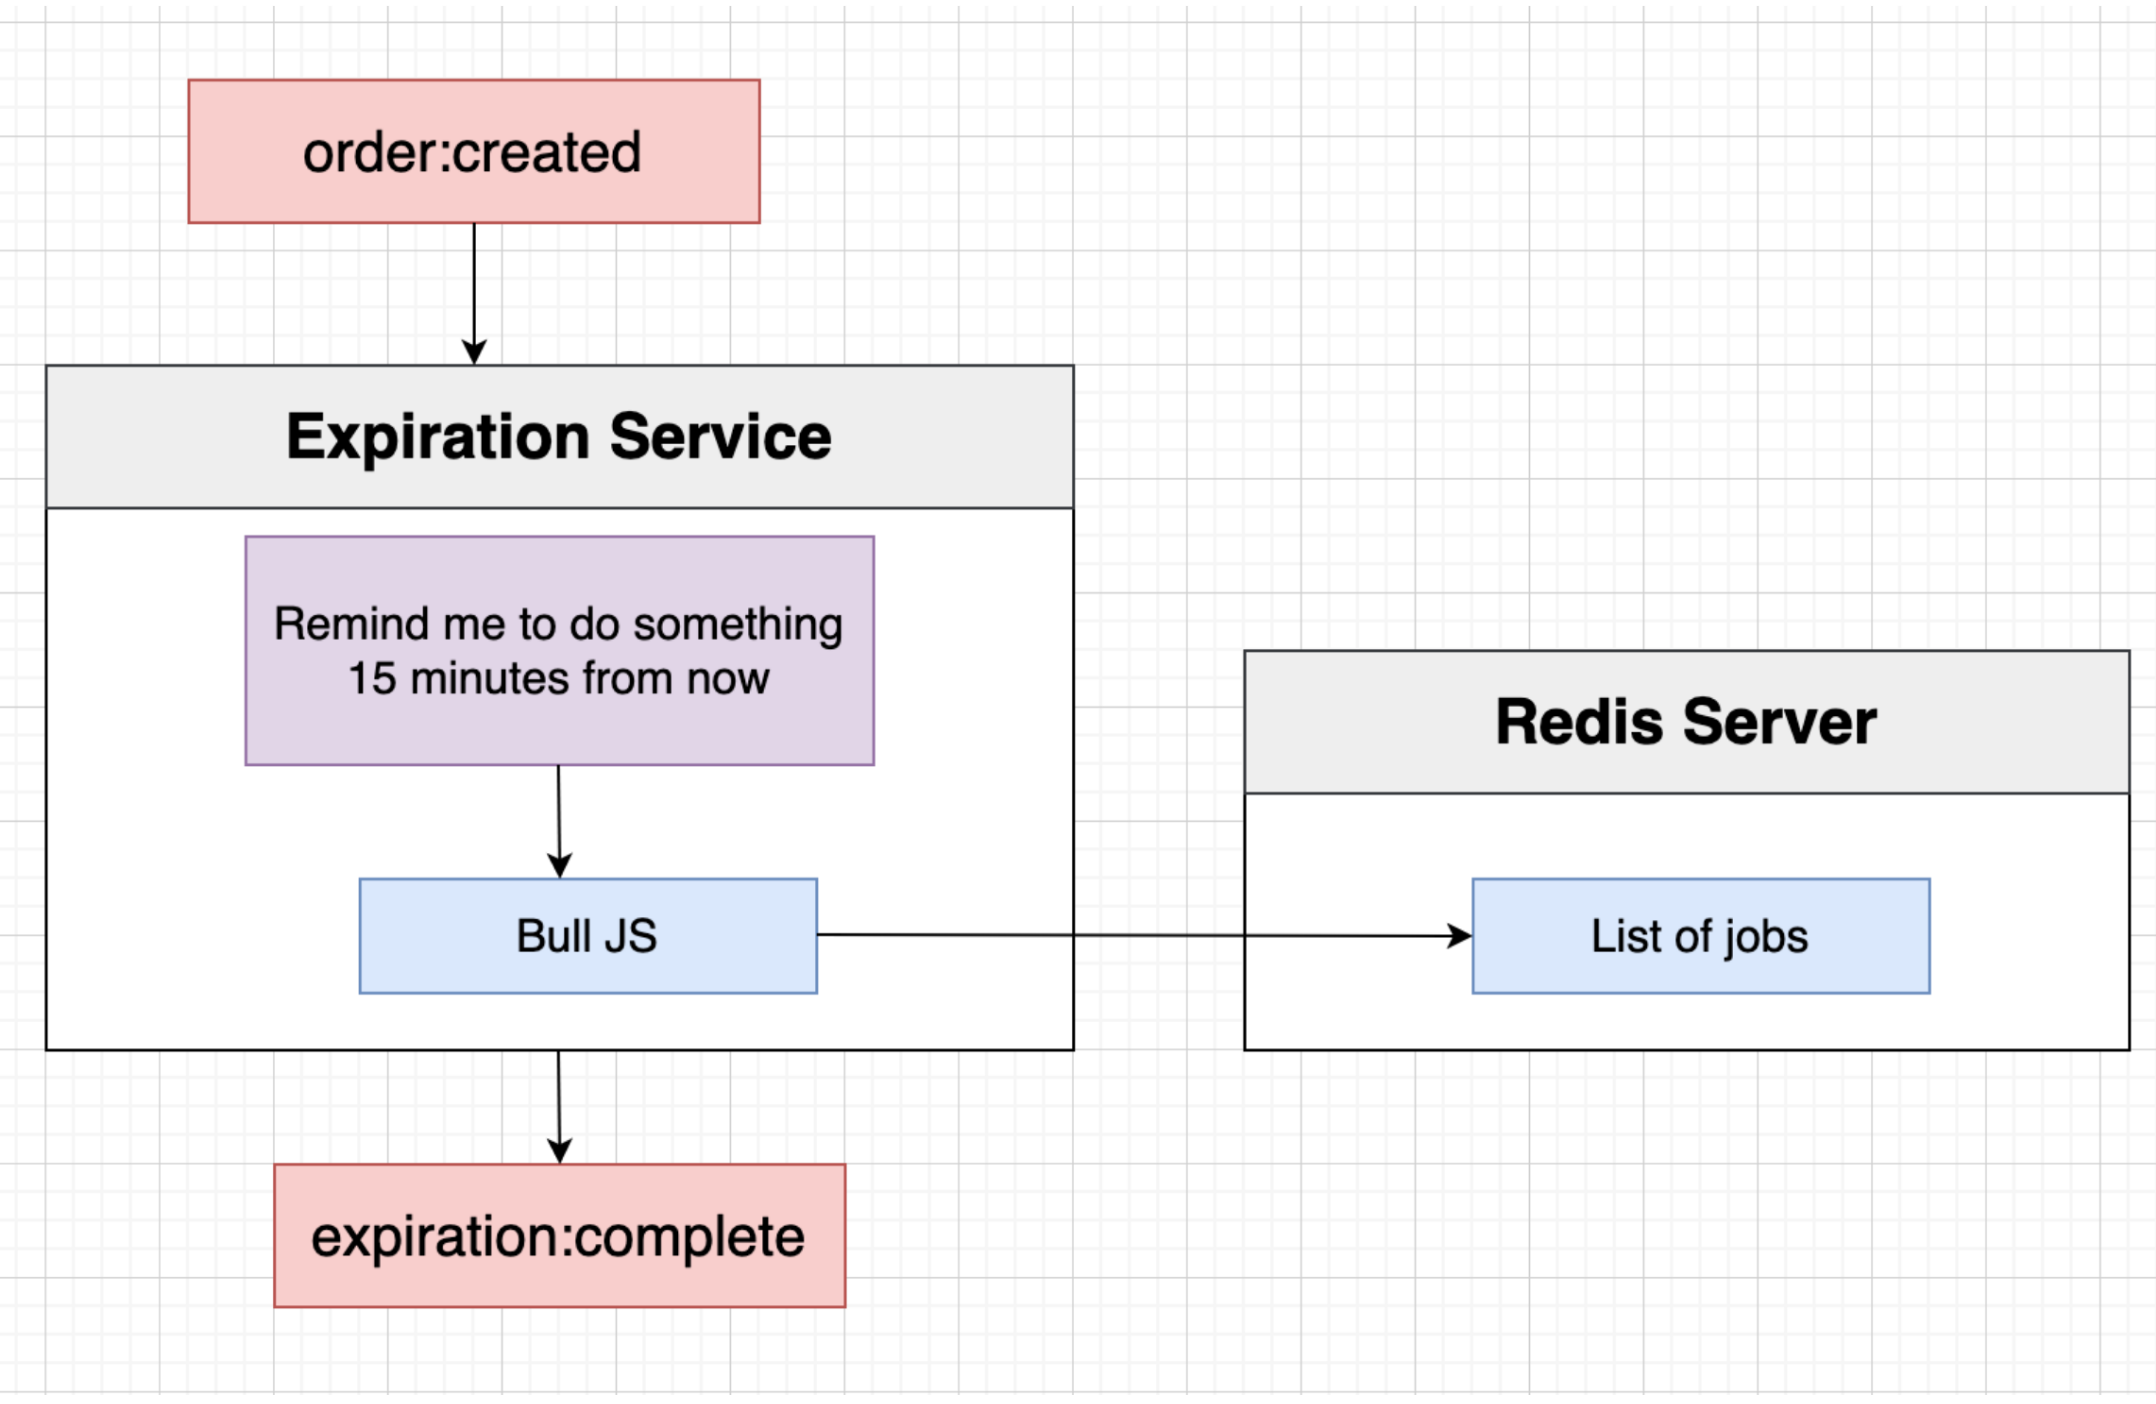 order:created
Expiration Service
Remind me to do something
15 minutes from now
Bull JS
Redis Server
List of jobs
expiration:complete